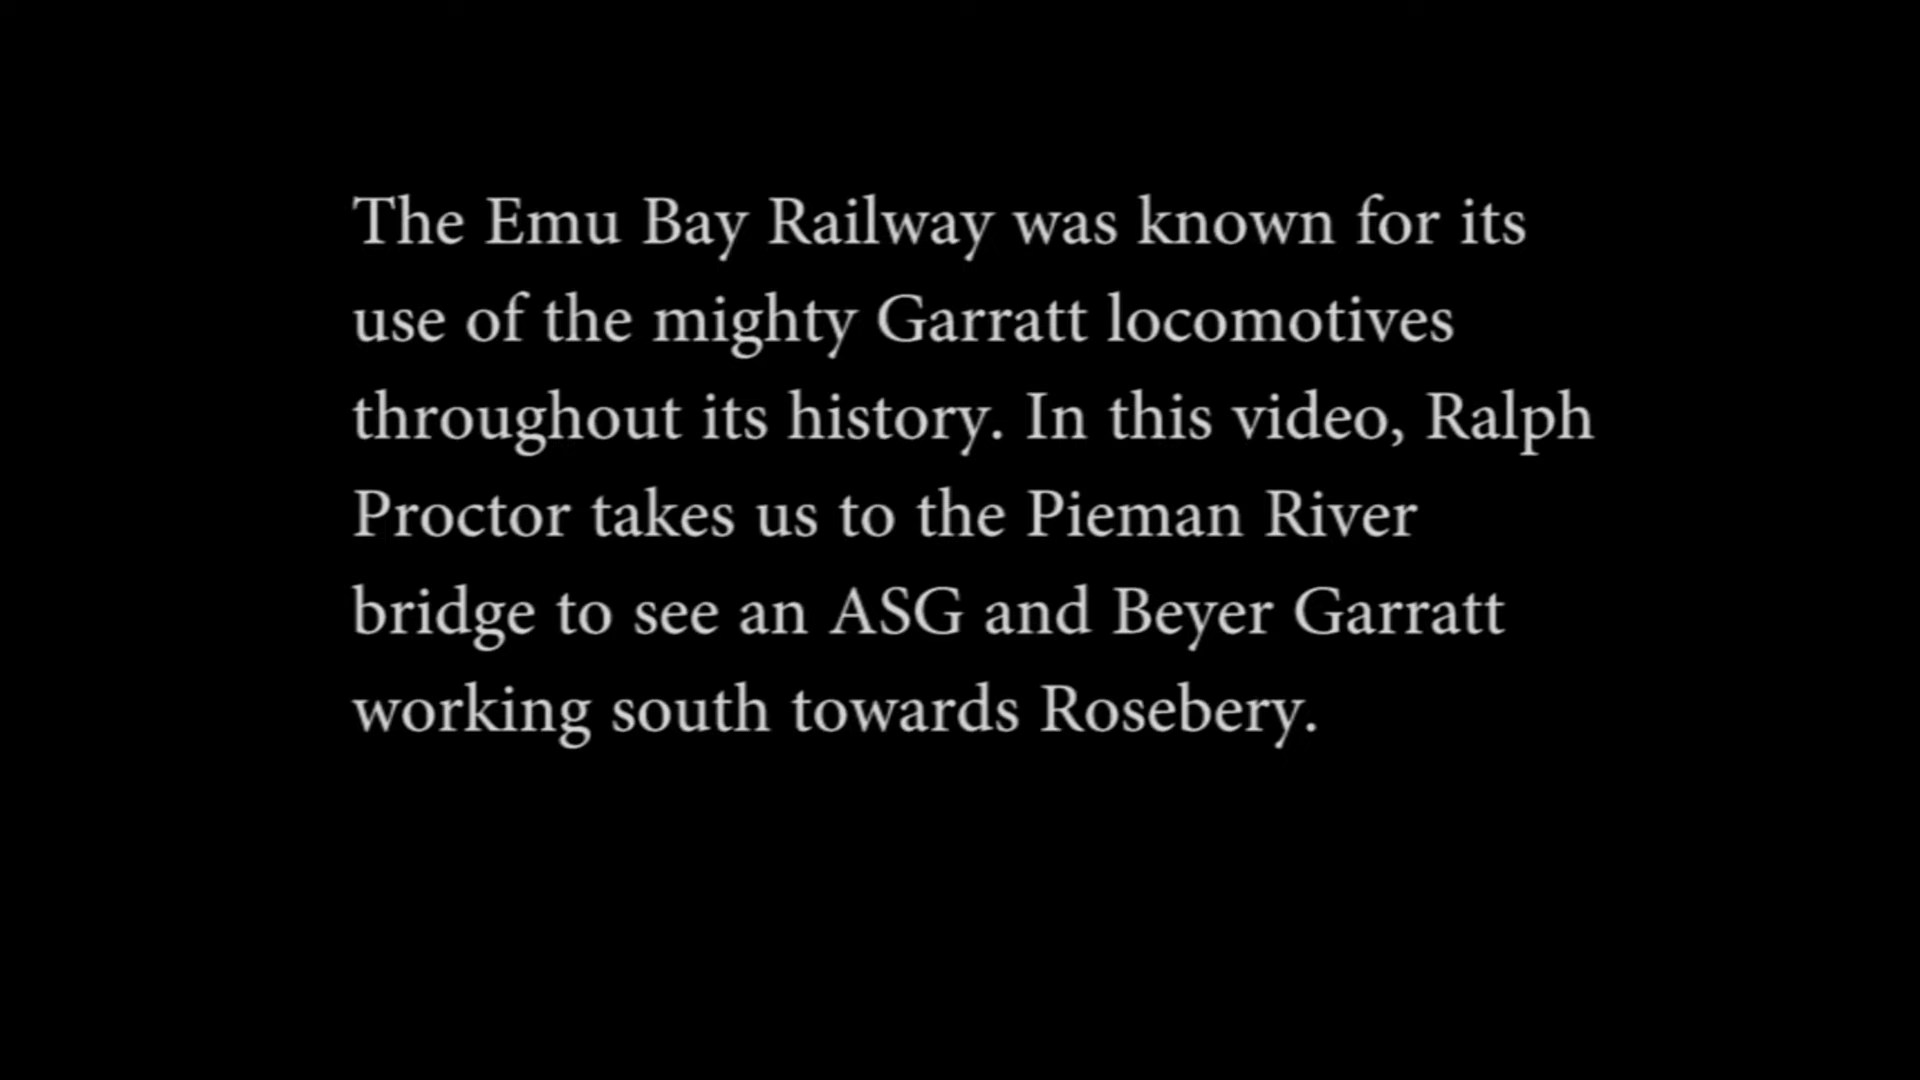 The Emu Bay Railway was known for its
use of the mighty Garratt locomotives
throughout its history. In this video, Ralph
Proctor takes us to the Pieman River
bridge to see an ASG and Beyer Garratt
working south towards Rosebery.